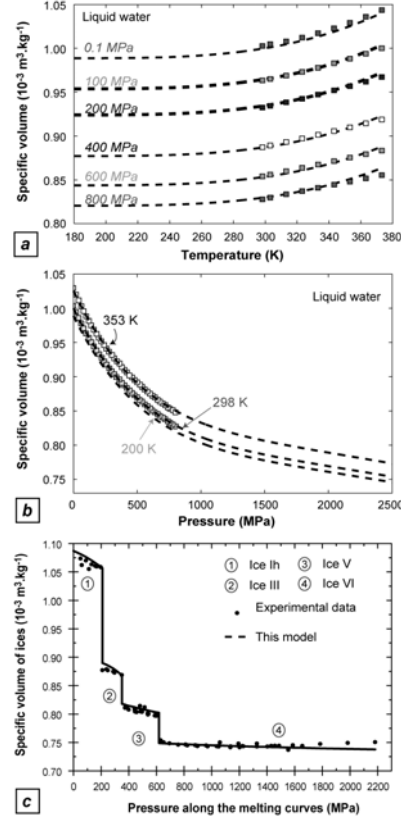 Liquid water
0.1 MPa
100 MPa
200 MPa
400 MPa
600 MPa
800 MPa
Specific volume (10⁻³ m³.kg⁻¹)
1.05
1.00
0.95
0.90
0.85
0.80
180 200 220 240 260 280 300 320 340 360 380
Temperature (K)
a
Liquid water
353 K
298 K
200 K
Specific volume (10⁻³ m³.kg⁻¹)
1.05
1.00
0.95
0.90
0.85
0.80
0.75
0 500 1000 1500 2000 2500
Pressure (MPa)
b
1 Ice Ih 3 Ice V
2 Ice III 4 Ice VI
Experimental data
This model
1
2
3
4
Specific volume of ices (10⁻³ m³.kg⁻¹)
1.10
1.05
1.00
0.95
0.90
0.85
0.80
0.75
0.70
0 200 400 600 800 1000 1200 1400 1600 1800 2000 2200
Pressure along the melting curves (MPa)
c